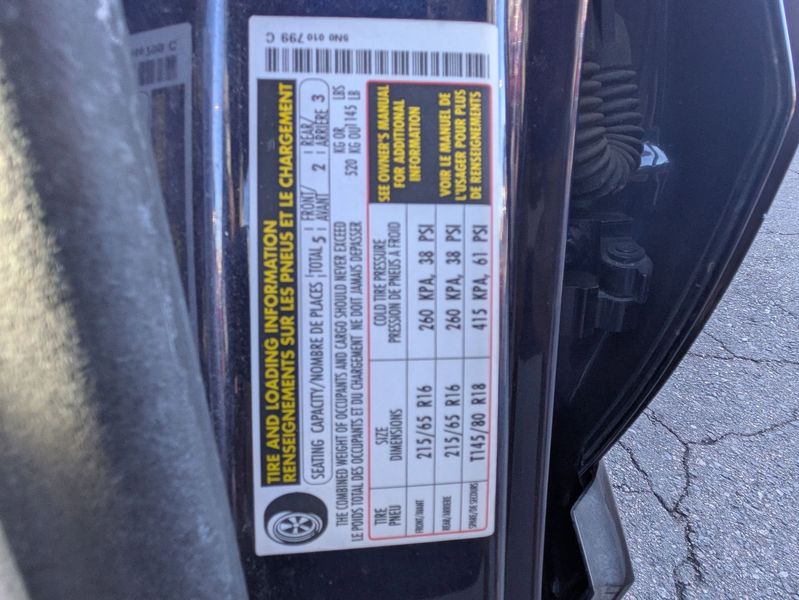 5N0 010 799 C
TIRE AND LOADING INFORMATION
RENSEIGNEMENTS SUR LES PNEUS ET LE CHARGEMENT
SEATING CAPACITY/NOMBRE DE PLACES TOTAL 5 FRONT/AVANT 2 REAR/ARRIÈRE 3
THE COMBINED WEIGHT OF OCCUPANTS AND CARGO SHOULD NEVER EXCEED KG OR LBS
LE POIDS TOTAL DES OCCUPANTS ET DU CHARGEMENT NE DOIT JAMAIS DEPASSER 520 KG OU 1145 LB
TIRE PNEU SIZE DIMENSIONS COLD TIRE PRESSURE PRESSION DE PNEUS À FROID
FRONT/AVANT 215/65 R16 260 KPA, 38 PSI
REAR/ARRIERE 215/65 R16 260 KPA, 38 PSI
SPARE/DE SECOURS T145/80 R18 415 KPA, 61 PSI
SEE OWNER'S MANUAL
FOR ADDITIONAL
INFORMATION
VOIR LE MANUEL DE
L'USAGER POUR PLUS
DE RENSEIGNEMENTS